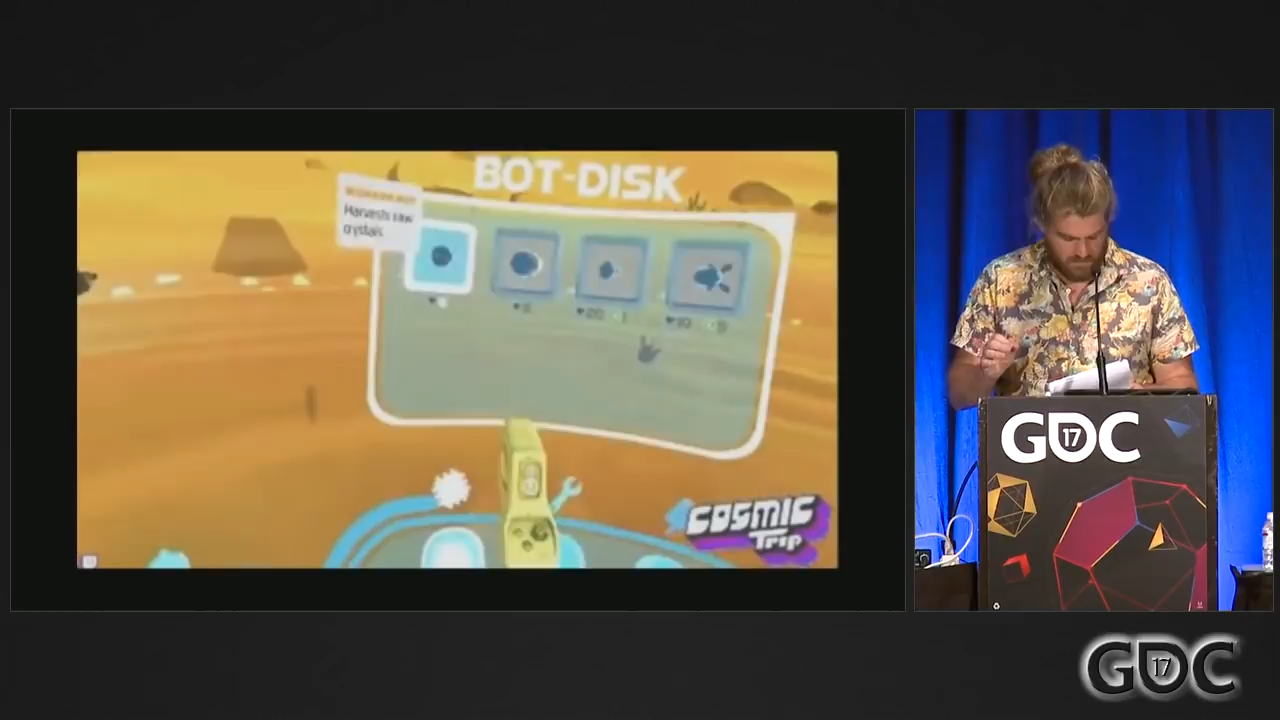 BOT-DISK
Harvests raw
crystals
COSMIC
Trip
GDC
17
GDC
17